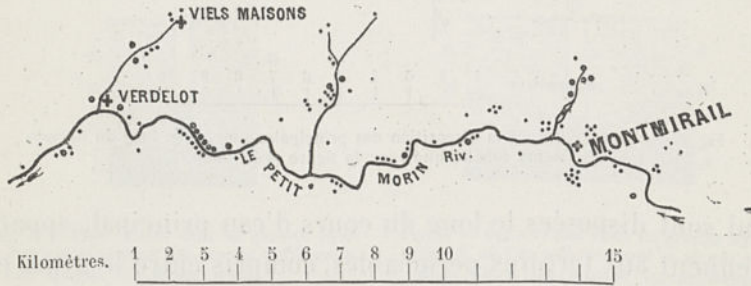 VIELS MAISONS
VERDELOT
MONTMIRAIL
LE PETIT MORIN Riv.
Kilomètres. 1 2 5 4 5 6 7 8 9 10 15